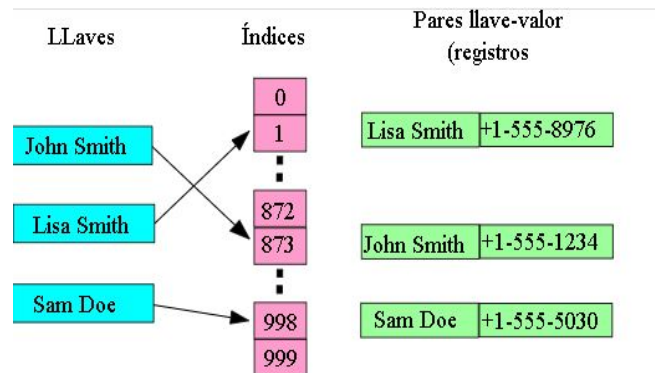 LLaves
Índices
Pares llave-valor
(registros
John Smith
Lisa Smith
Sam Doe
0
1
872
873
998
999
Lisa Smith +1-555-8976
John Smith +1-555-1234
Sam Doe +1-555-5030